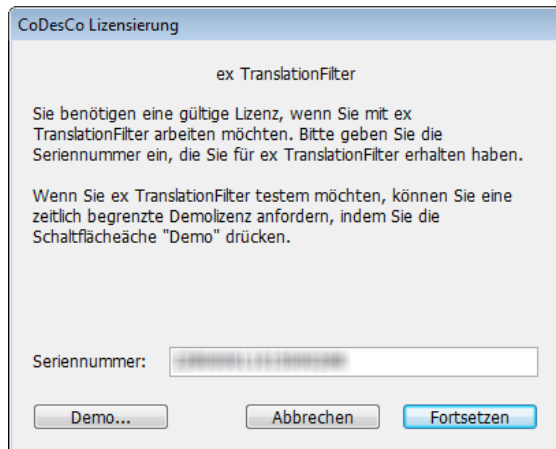 CoDesCo Lizensierung
ex TranslationFilter
Sie benötigen eine gültige Lizenz, wenn Sie mit ex
TranslationFilter arbeiten möchten. Bitte geben Sie die
Seriennummer ein, die Sie für ex TranslationFilter erhalten haben.
Wenn Sie ex TranslationFilter testem möchten, können Sie eine
zeitlich begrenzte Demolizenz anfordern, indem Sie die
Schaltflächeäche "Demo" drücken.
Seriennummer:
Demo...
Abbrechen
Fortsetzen